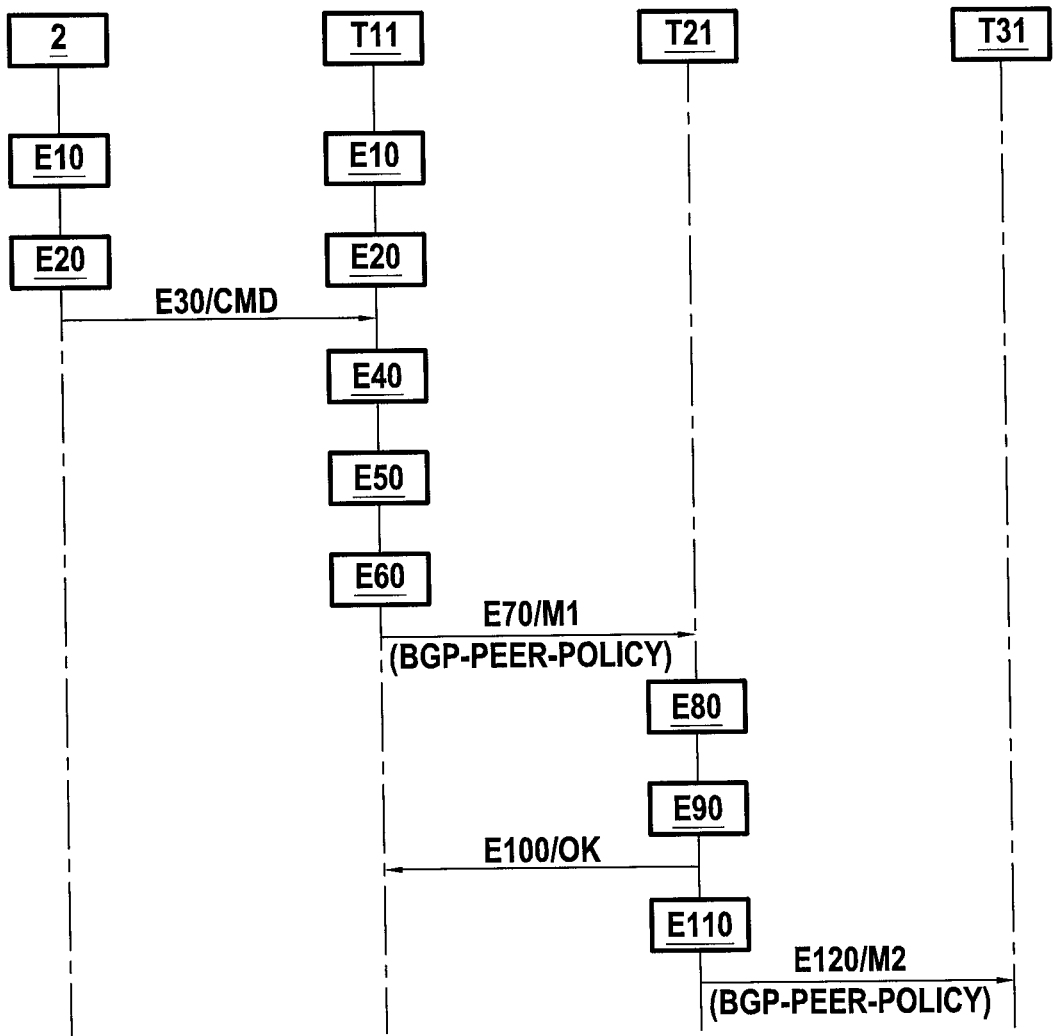 2
T11
T21
T31
E10
E10
E20
E20
E30/CMD
E40
E50
E60
E70/M1
(BGP-PEER-POLICY)
E80
E90
E100/OK
E110
E120/M2
(BGP-PEER-POLICY)